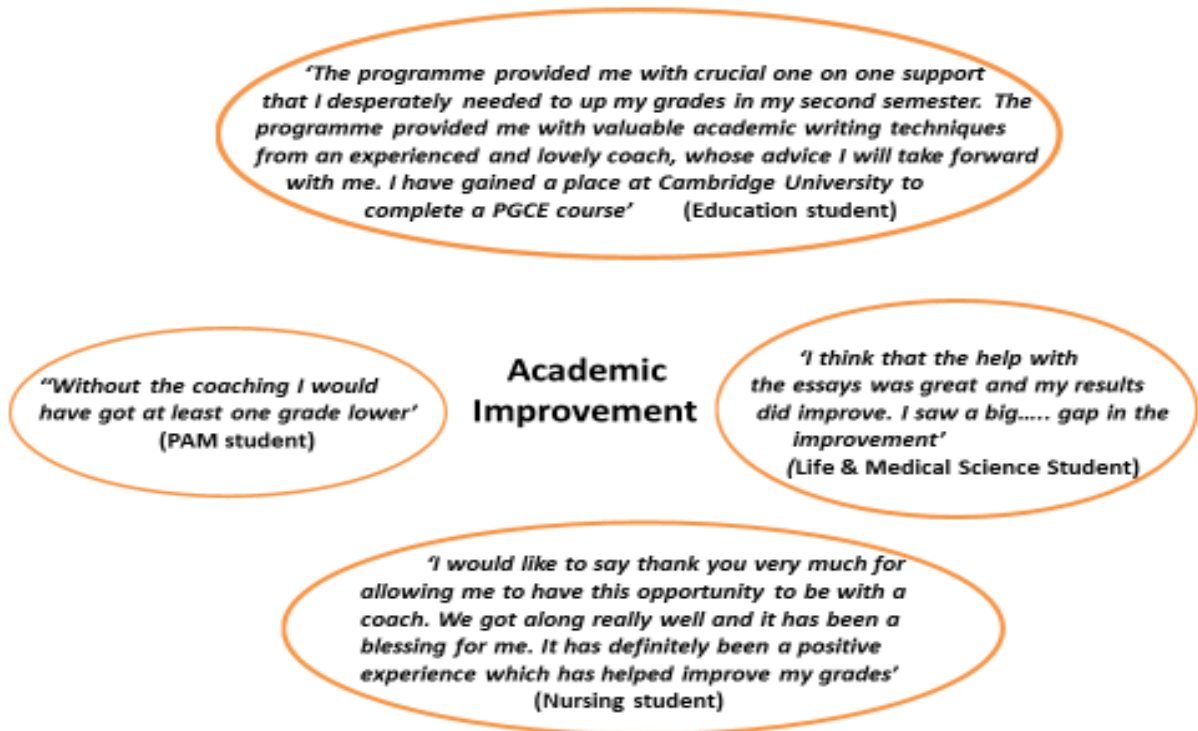 ‘The programme provided me with crucial one on one support
that I desperately needed to up my grades in my second semester. The
programme provided me with valuable academic writing techniques
from an experienced and lovely coach, whose advice I will take forward
with me. I have gained a place at Cambridge University to
complete a PGCE course’ (Education student)
“Without the coaching I would
have got at least one grade lower’
(PAM student)
Academic
Improvement
‘I think that the help with
the essays was great and my results
did improve. I saw a big..... gap in the
improvement’
(Life & Medical Science Student)
‘I would like to say thank you very much for
allowing me to have this opportunity to be with a
coach. We got along really well and it has been a
blessing for me. It has definitely been a positive
experience which has helped improve my grades’
(Nursing student)